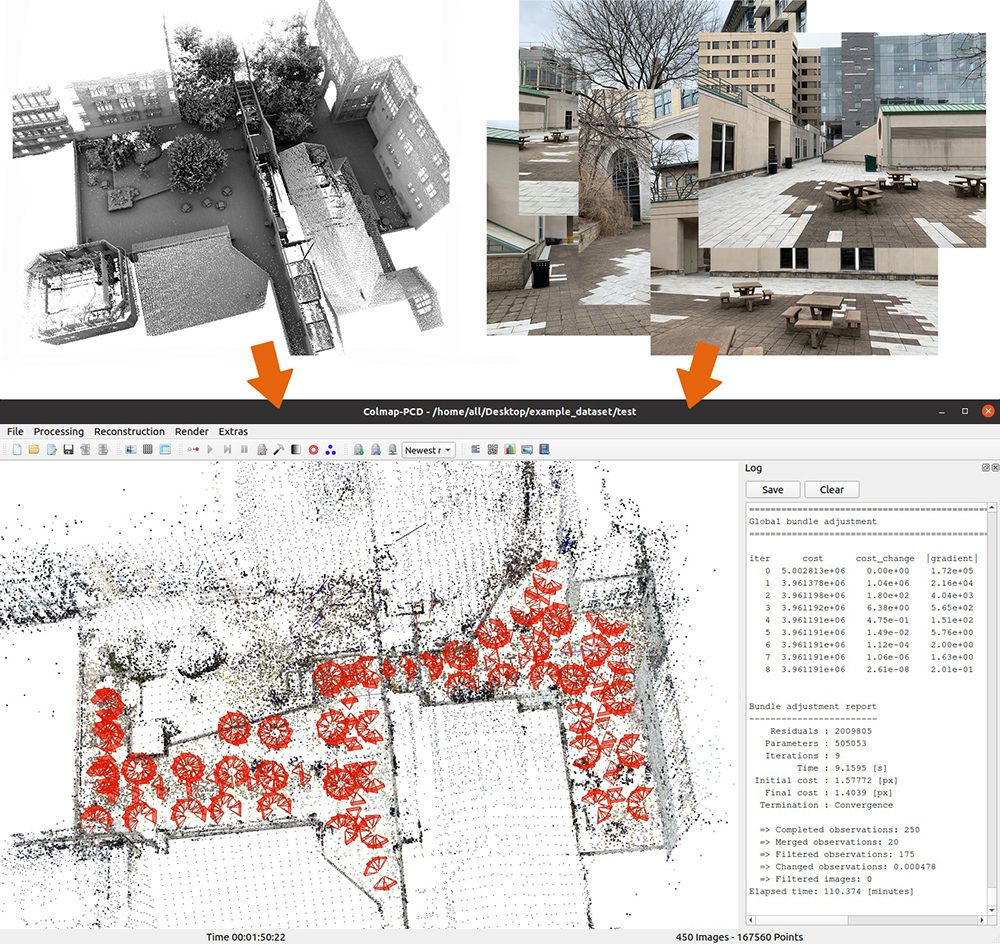 Colmap-PCD - /home/all/Desktop/example_dataset/test
File Processing Reconstruction Render Extras
Newest r
Log
Save Clear
==================================================
Global bundle adjustment
==================================================
iter cost cost_change |gradient|
0 5.002813e+06 0.00e+00 1.72e+05
1 3.961378e+06 1.04e+06 2.16e+04
2 3.961198e+06 1.80e+02 4.04e+03
3 3.961192e+06 6.38e+00 5.65e+02
4 3.961191e+06 4.75e-01 1.51e+02
5 3.961191e+06 1.49e-02 5.76e+00
6 3.961191e+06 1.12e-04 2.00e+00
7 3.961191e+06 1.06e-06 1.63e+00
8 3.961191e+06 2.61e-08 2.01e-01
Bundle adjustment report
------------------------
Residuals : 2009805
Parameters : 505053
Iterations : 9
Time : 9.1595 [s]
Initial cost : 1.57772 [px]
Final cost : 1.4039 [px]
Termination : Convergence
=> Completed observations: 250
=> Merged observations: 20
=> Filtered observations: 175
=> Changed observations: 0.000478
=> Filtered images: 0
Elapsed time: 110.374 [minutes]
Time 00:01:50:22
450 Images - 167560 Points